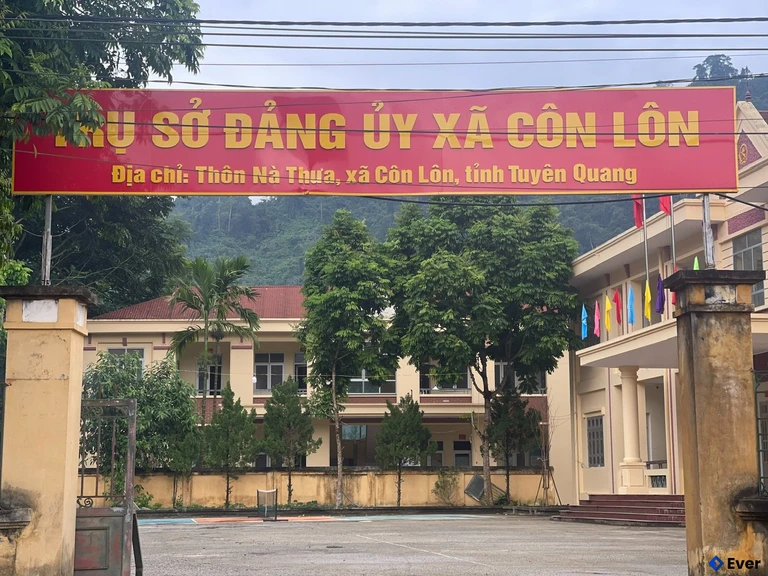 TRỤ SỞ ĐẢNG ỦY XÃ CÔN LÔN
Địa chỉ: Thôn Nà Thưa, xã Côn Lôn, tỉnh Tuyên Quang
Ever